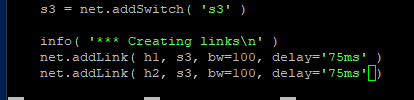 s3 = net.addSwitch( 's3' )
info( '*** Creating links\n' )
net.addLink( h1, s3, bw=100, delay='75ms' )
net.addLink( h2, s3, bw=100, delay='75ms')